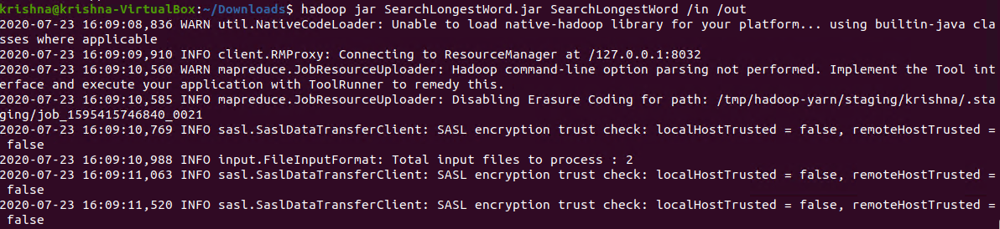 krishna@krishna-VirtualBox:~/Downloads$ hadoop jar SearchLongestWord.jar SearchLongestWord /in /out
2020-07-23 16:09:08,836 WARN util.NativeCodeLoader: Unable to load native-hadoop library for your platform... using builtin-java cla
sses where applicable
2020-07-23 16:09:09,910 INFO client.RMProxy: Connecting to ResourceManager at /127.0.0.1:8032
2020-07-23 16:09:10,560 WARN mapreduce.JobResourceUploader: Hadoop command-line option parsing not performed. Implement the Tool int
erface and execute your application with ToolRunner to remedy this.
2020-07-23 16:09:10,585 INFO mapreduce.JobResourceUploader: Disabling Erasure Coding for path: /tmp/hadoop-yarn/staging/krishna/.sta
ging/job_1595415746840_0021
2020-07-23 16:09:10,769 INFO sasl.SaslDataTransferClient: SASL encryption trust check: localHostTrusted = false, remoteHostTrusted =
 false
2020-07-23 16:09:10,988 INFO input.FileInputFormat: Total input files to process : 2
2020-07-23 16:09:11,063 INFO sasl.SaslDataTransferClient: SASL encryption trust check: localHostTrusted = false, remoteHostTrusted =
 false
2020-07-23 16:09:11,520 INFO sasl.SaslDataTransferClient: SASL encryption trust check: localHostTrusted = false, remoteHostTrusted =
 false